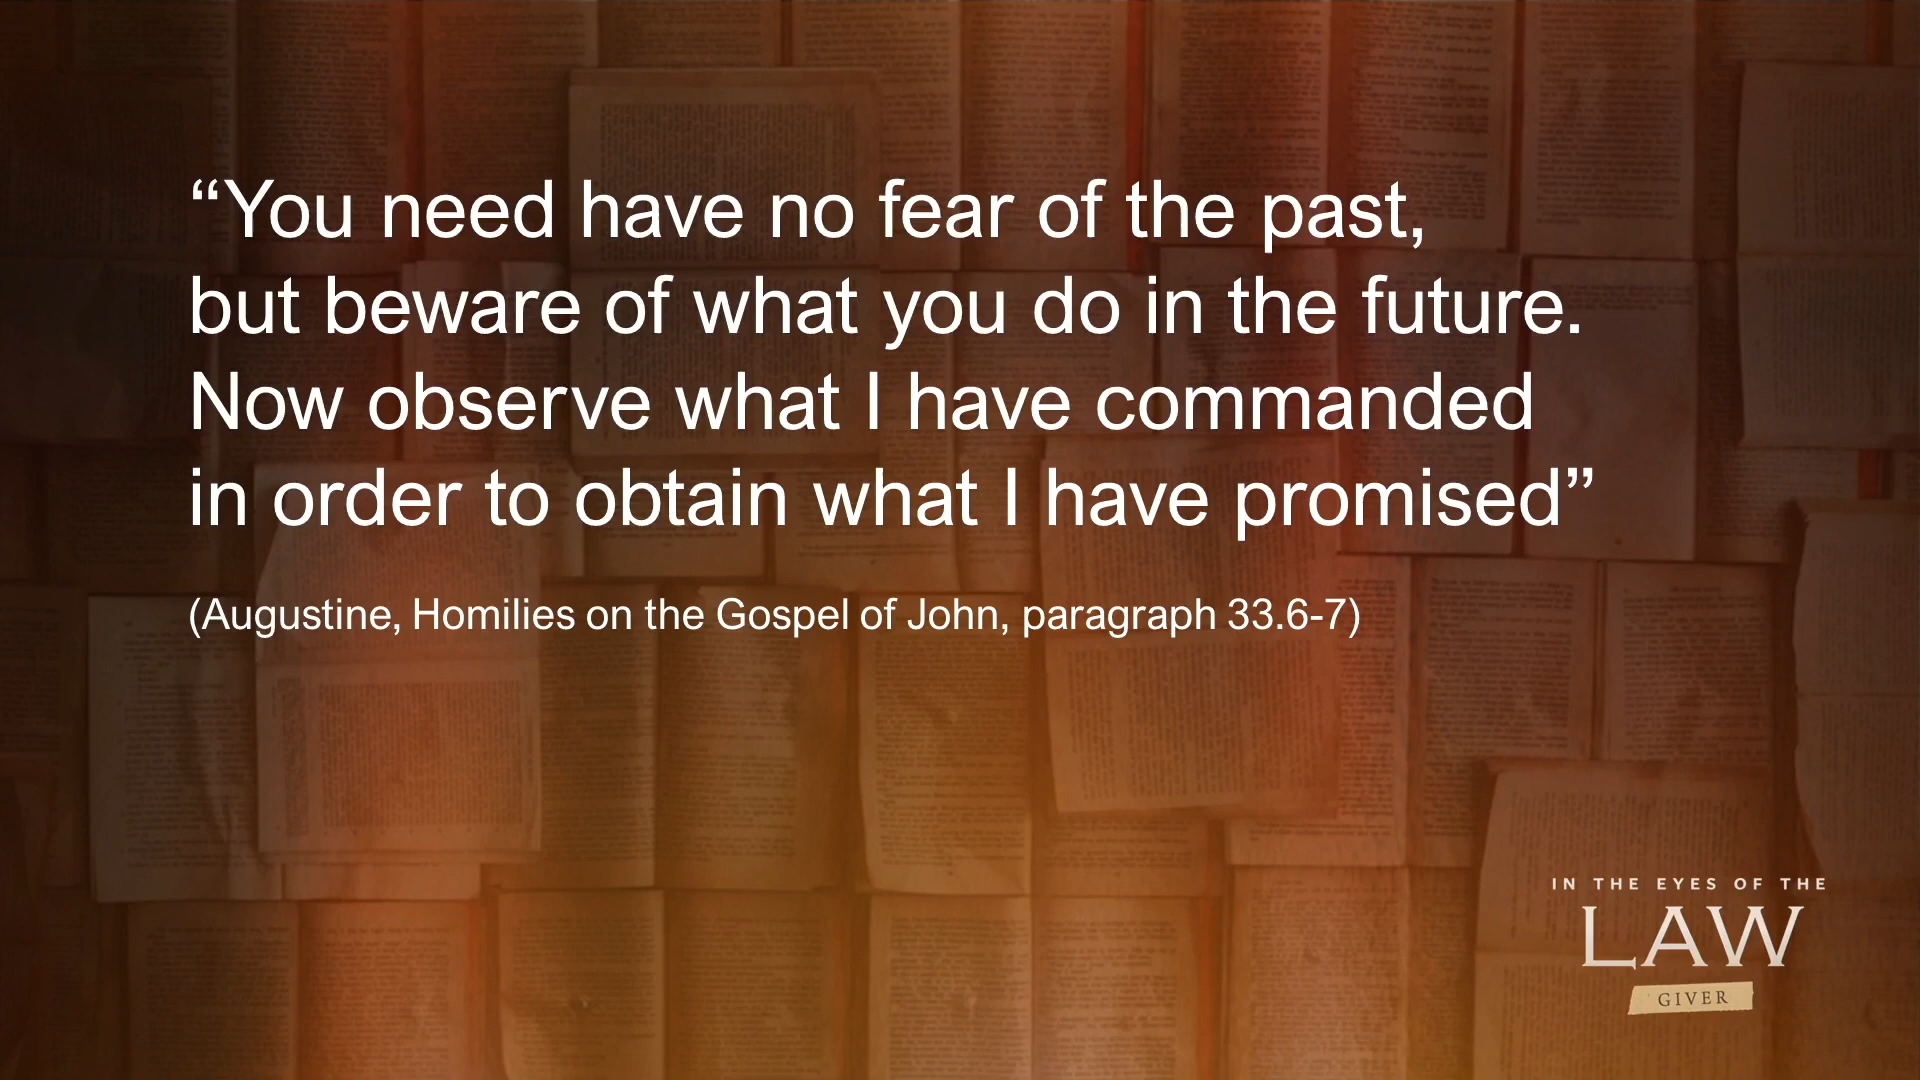 “You need have no fear of the past,
but beware of what you do in the future.
Now observe what I have commanded
in order to obtain what I have promised”
(Augustine, Homilies on the Gospel of John, paragraph 33.6-7)
IN THE EYES OF THE
LAW
GIVER